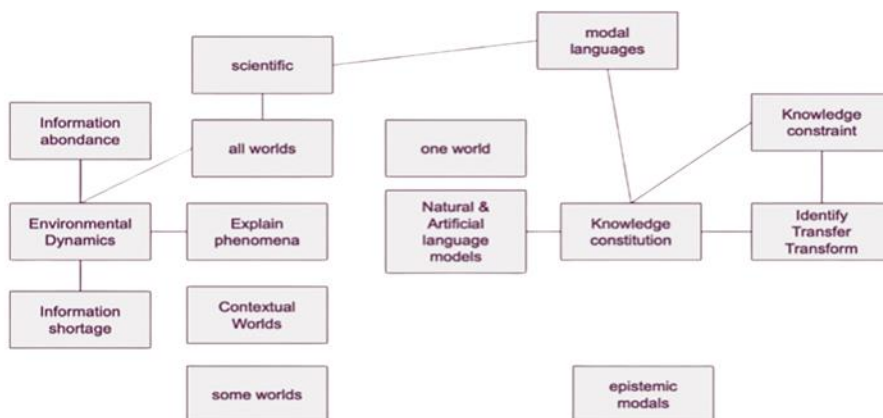 modal
languages
scientific
Information
abondance
all worlds
one world
Knowledge
constraint
Environmental
Dynamics
Explain
phenomena
Natural &
Artificial
language
models
Knowledge
constitution
Identify
Transfer
Transform
Information
shortage
Contextual
Worlds
some worlds
epistemic
modals